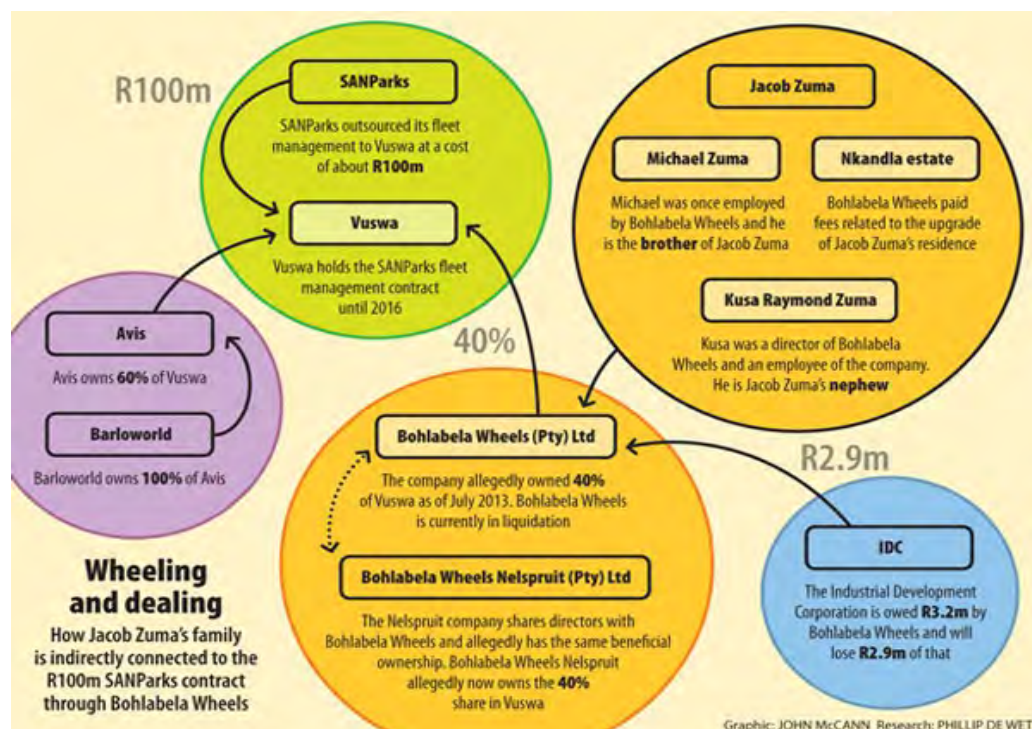 R100m
SANParks
SANParks outsourced its fleet
management to Vuswa at a cost
of about R100m
Vuswa
Vuswa holds the SANParks fleet
management contract
until 2016
Jacob Zuma
Michael Zuma
Michael was once employed
by Bohlabela Wheels and he
is the brother of Jacob Zuma
Nkandla estate
Bohlabela Wheels paid
fees related to the upgrade
of Jacob Zuma's residence
Kusa Raymond Zuma
Kusa was a director of Bohlabela
Wheels and an employee of the company.
He is Jacob Zuma's nephew
Avis
Avis owns 60% of Vuswa
Barloworld
Barloworld owns 100% of Avis
40%
Bohlabela Wheels (Pty) Ltd
The company allegedly owned 40%
of Vuswa as of July 2013. Bohlabela Wheels
is currently in liquidation
Bohlabela Wheels Nelspruit (Pty) Ltd
The Nelspruit company shares directors with
Bohlabela Wheels and allegedly has the same beneficial
ownership. Bohlabela Wheels Nelspruit
allegedly now owns the 40%
share in Vuswa
R2.9m
IDC
The Industrial Development
Corporation is owed R3.2m by
Bohlabela Wheels and will
lose R2.9m of that
Wheeling
and dealing
How Jacob Zuma's family
is indirectly connected to the
R100m SANParks contract
through Bohlabela Wheels
Graphic: JOHN McCANN Research: PHILLIP DE WET